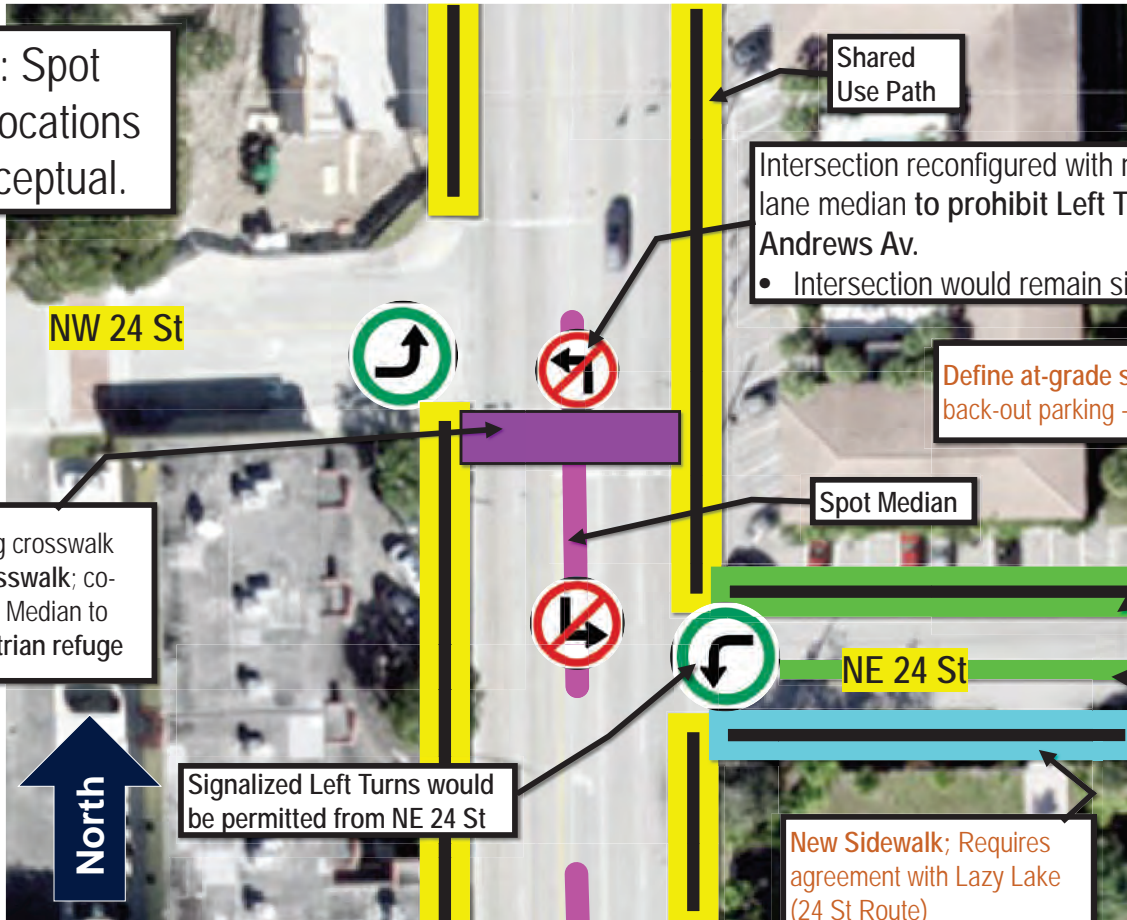 : Spot
ocations
ceptual.
Shared
Use Path
Intersection reconfigured with
lane median to prohibit Left T
Andrews Av.
• Intersection would remain si
NW 24 St
Define at-grade s
back-out parking -
Spot Median
g crosswalk
sswalk; co-
Median to
trian refuge
NE 24 St
Signalized Left Turns would
be permitted from NE 24 St
North
New Sidewalk; Requires
agreement with Lazy Lake
(24 St Route)